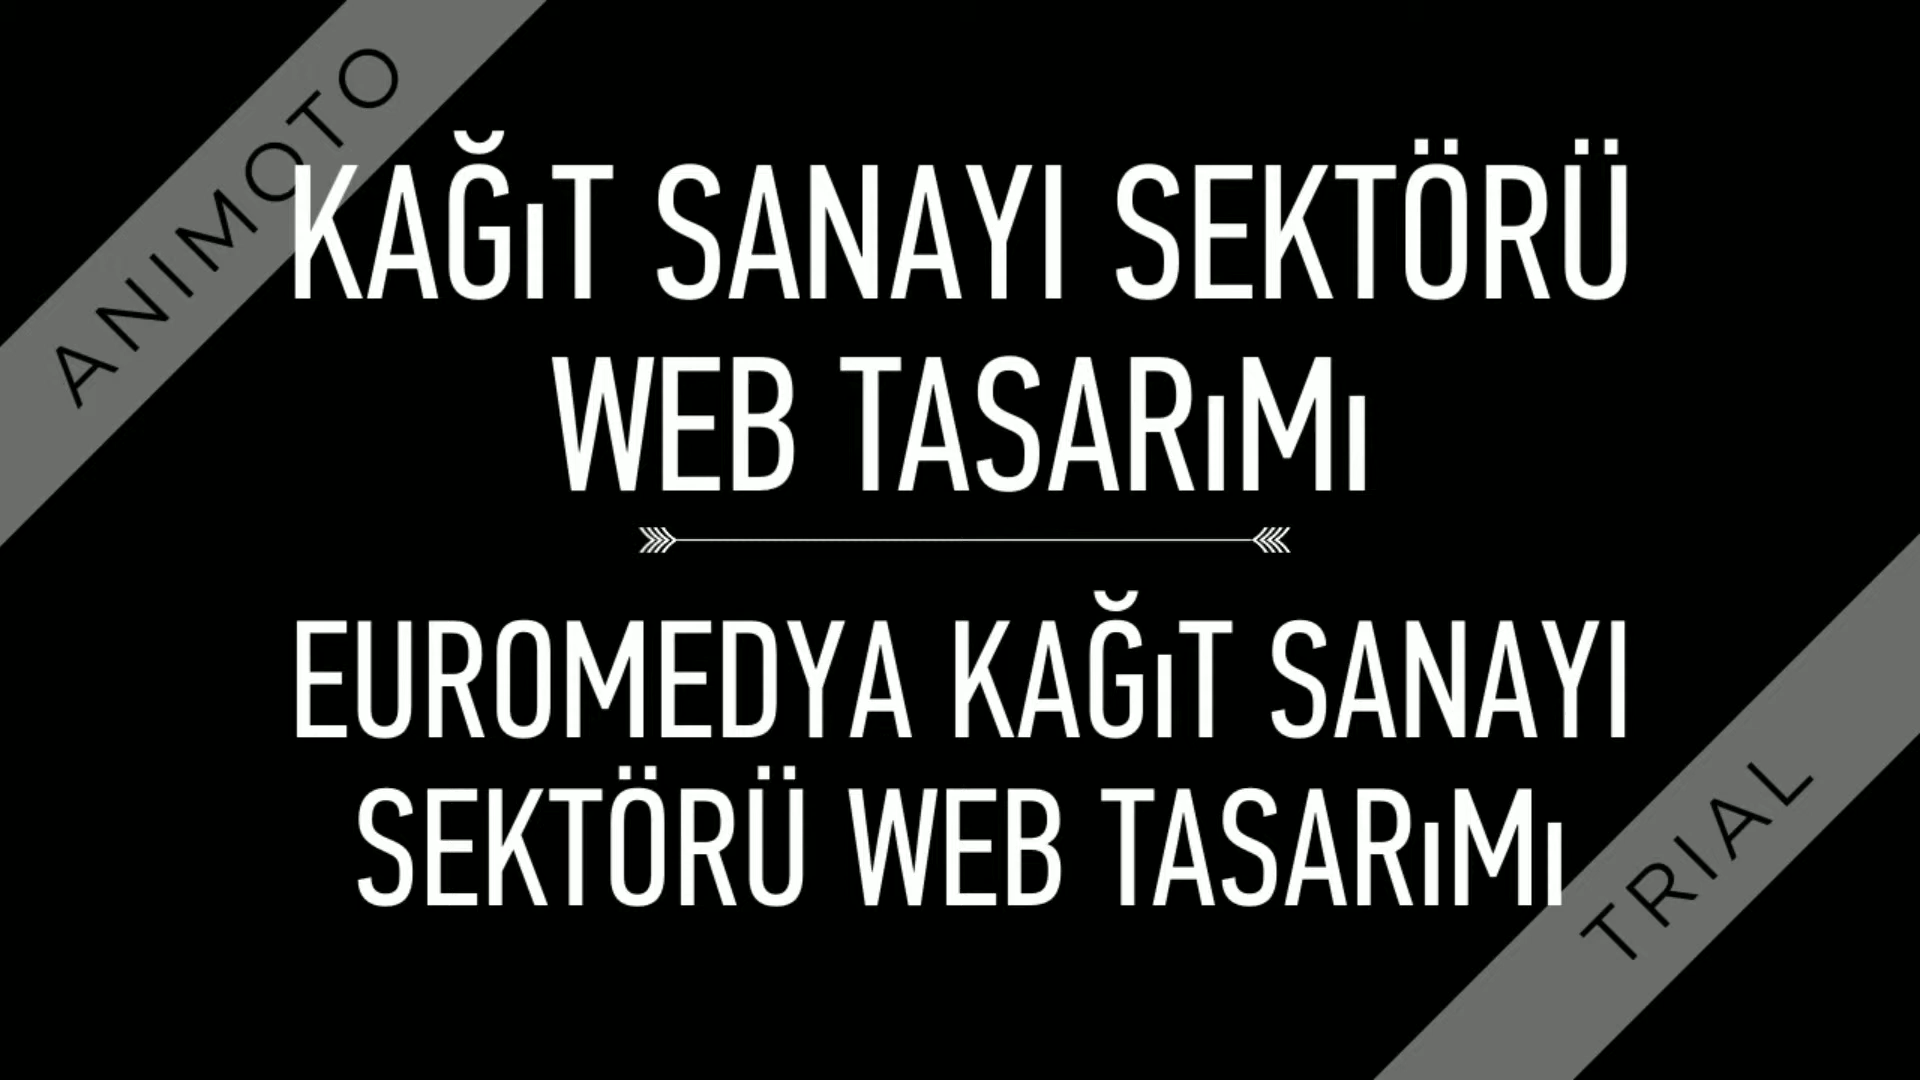 ANIMOTO
KAĞıT SANAYI SEKTÖRÜ
WEB TASARıMı
EUROMEDYA KAĞıT SANAYI
SEKTÖRÜ WEB TASARıMı
TRIAL